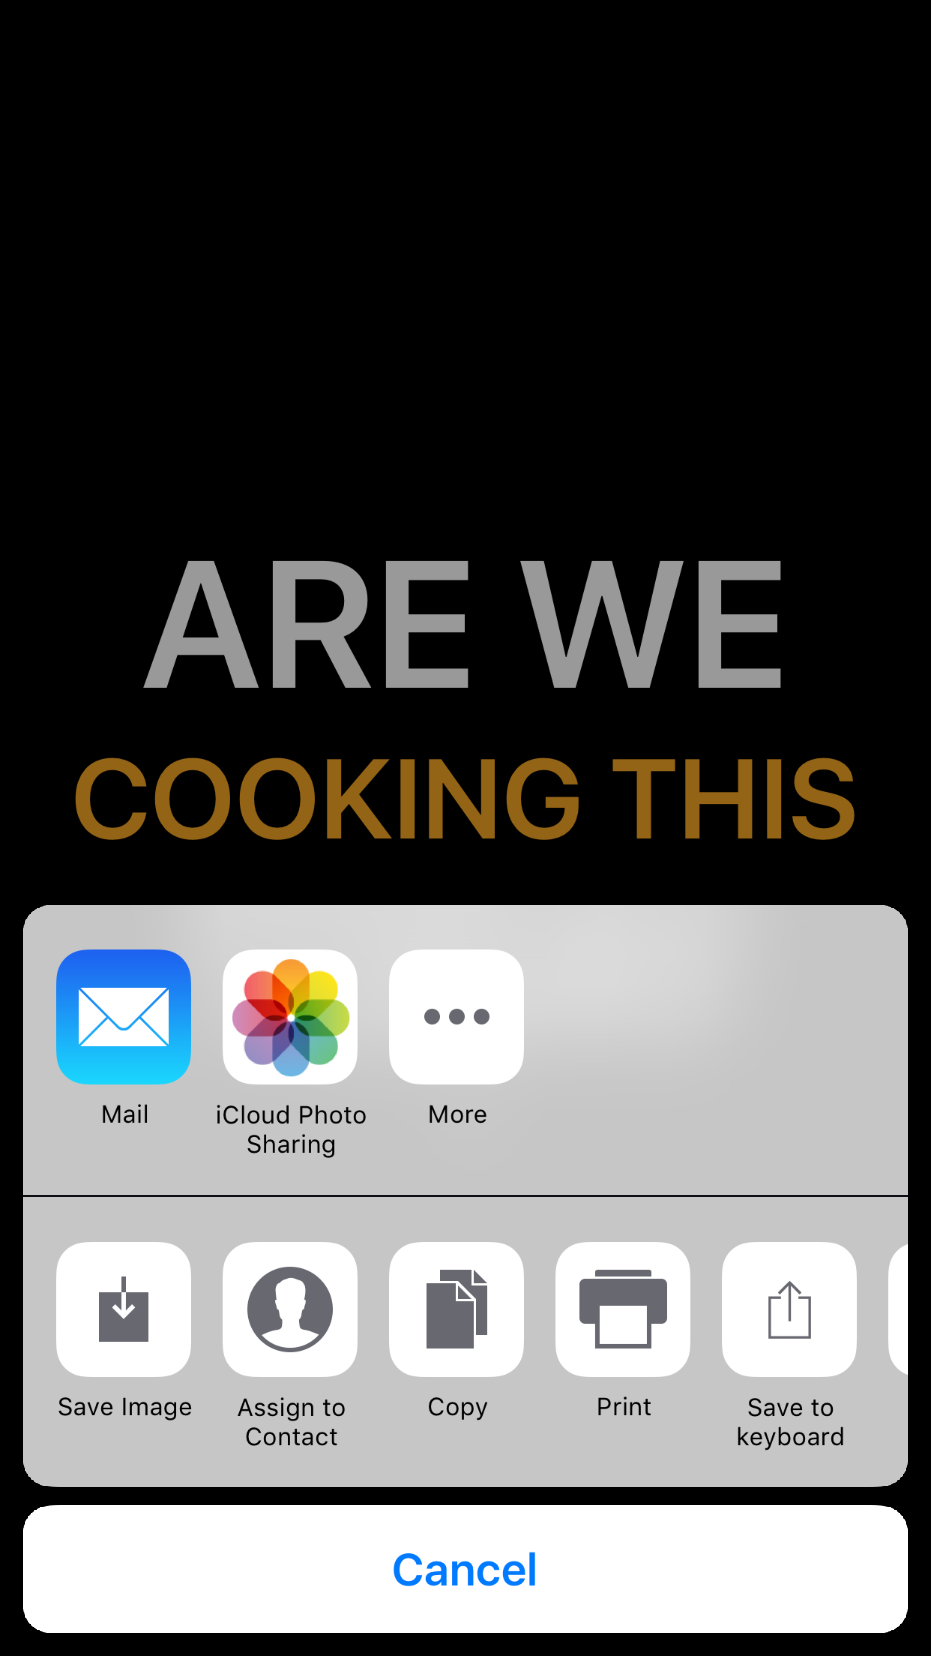 ARE WE
COOKING THIS
Mail
iCloud Photo
Sharing
More
Save Image
Assign to
Contact
Copy
Print
Save to
keyboard
Cancel